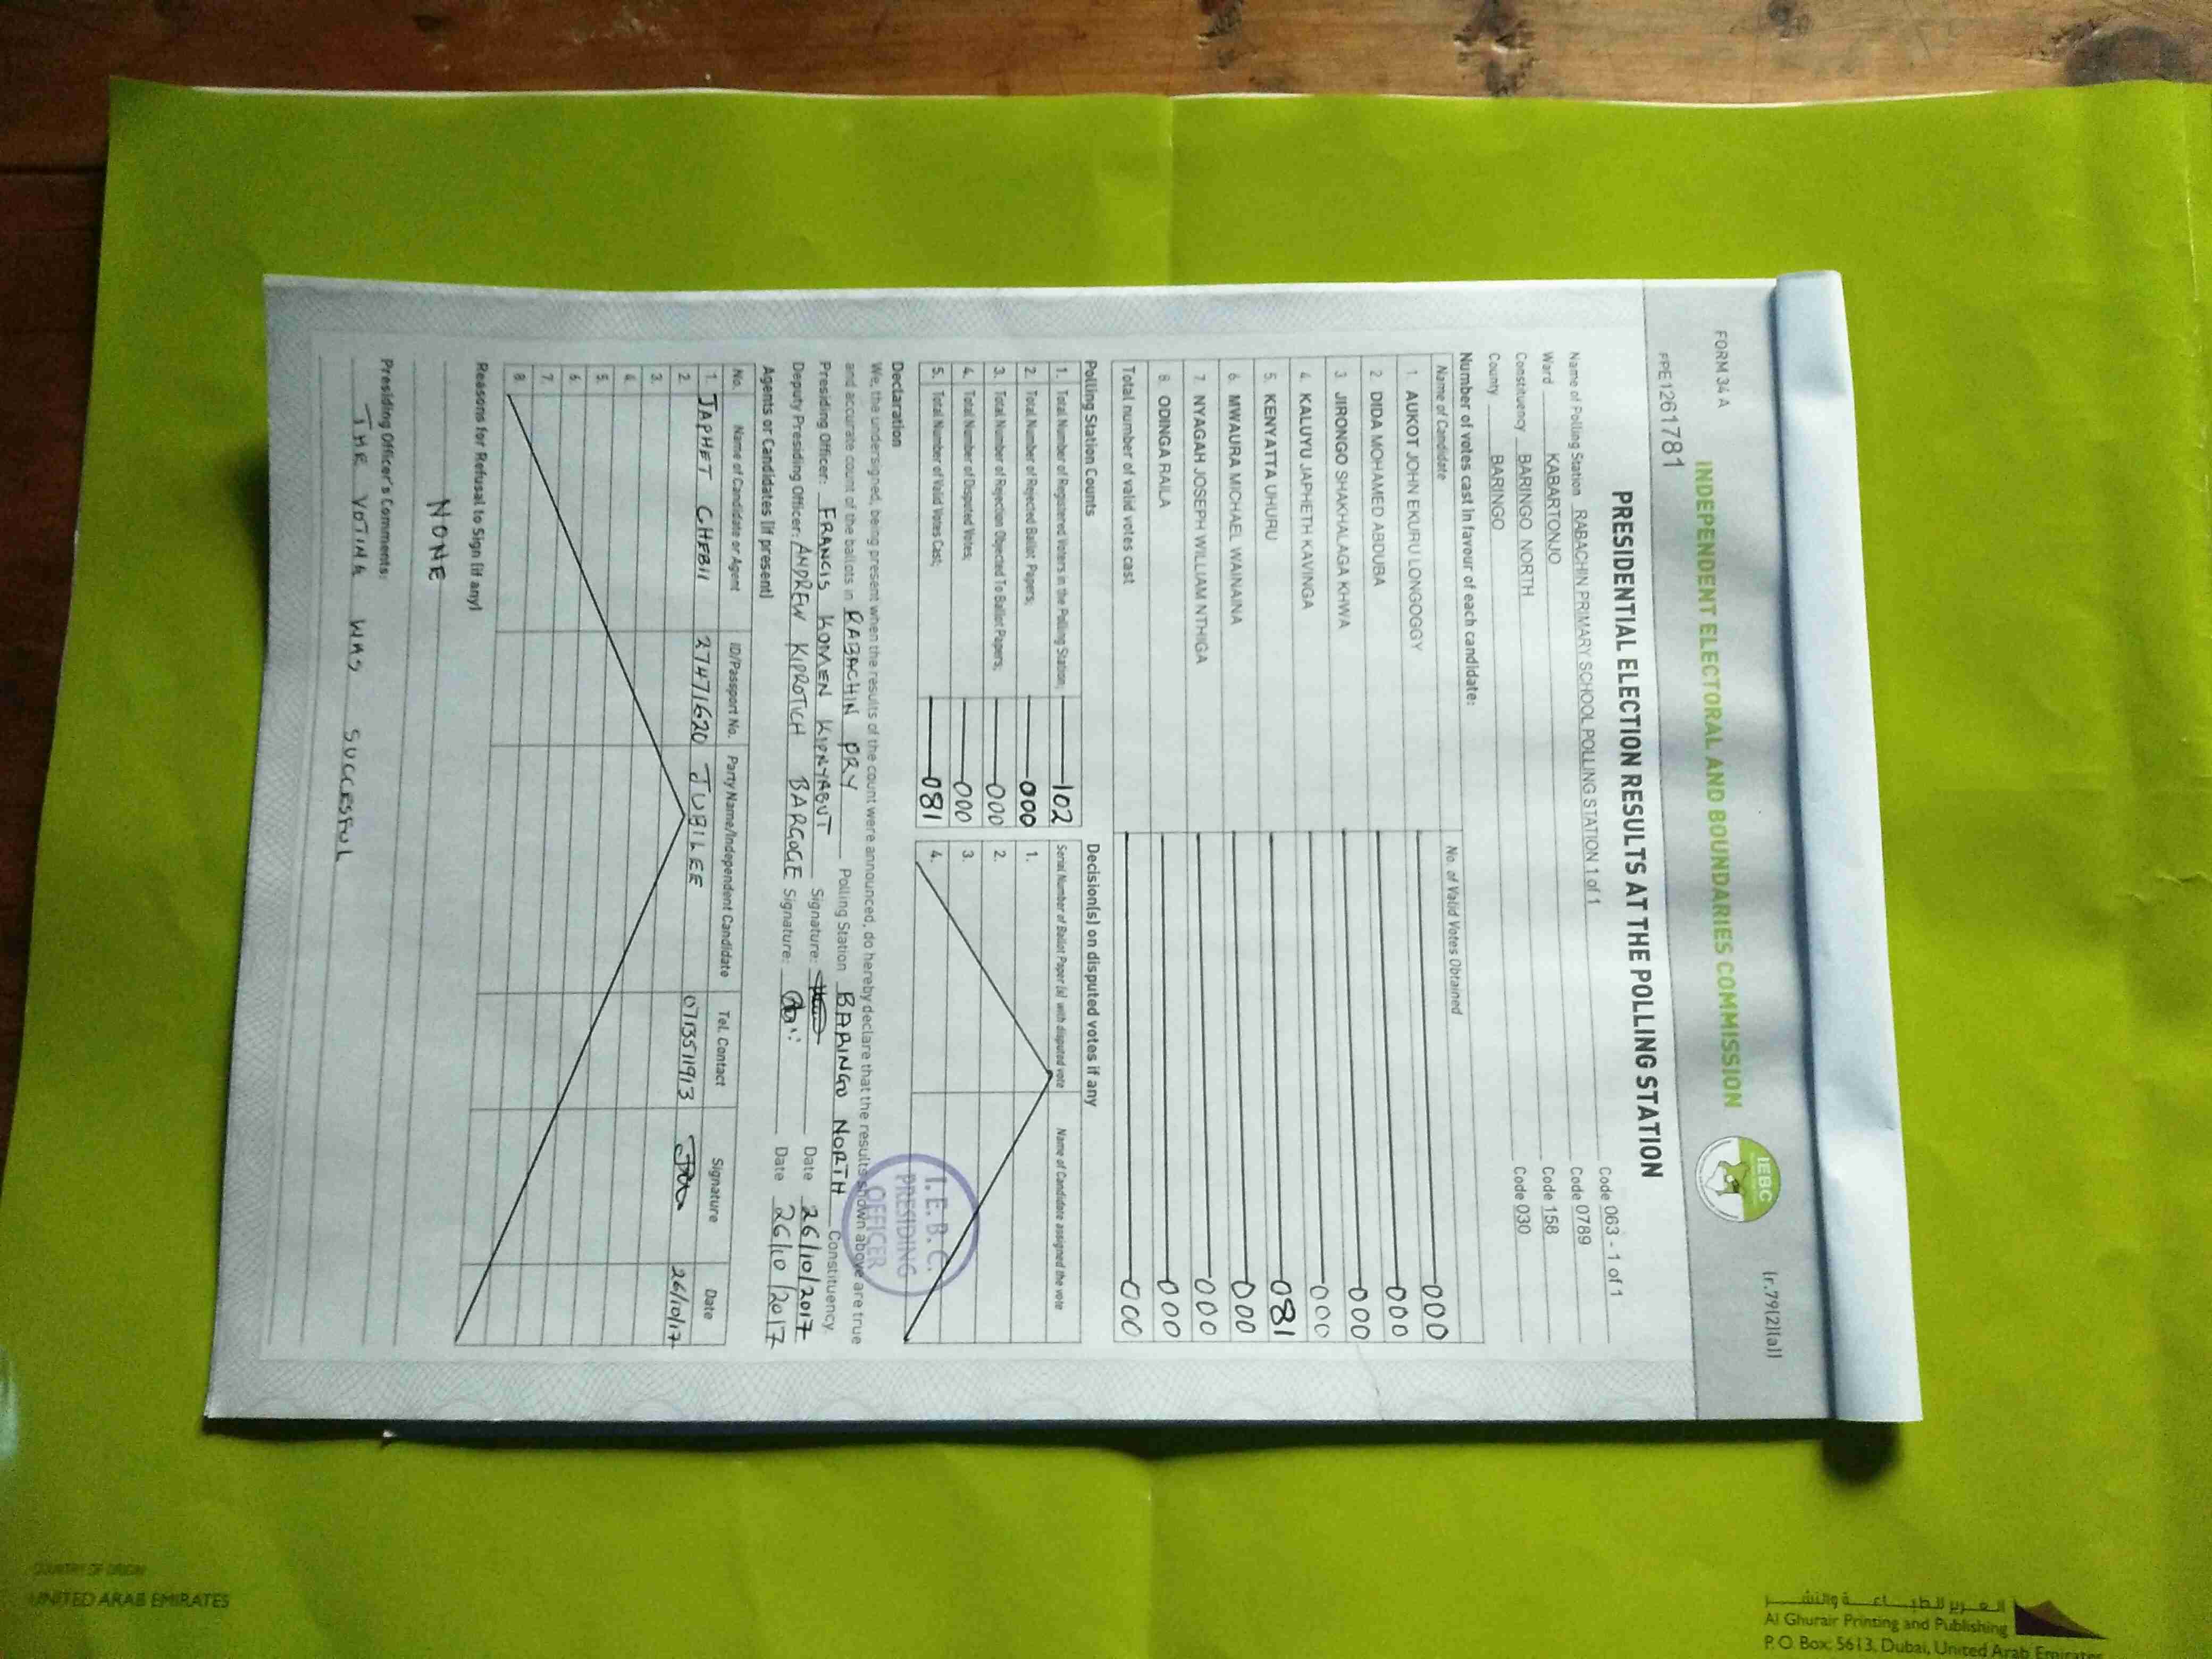 FORM 34 A
(r.79(2)(a))
INDEPENDENT ELECTORAL AND BOUNDARIES COMMISSION
IEBC
PPE1261781
PRESIDENTIAL ELECTION RESULTS AT THE POLLING STATION
Name of Polling Station RABACHIN PRIMARY SCHOOL POLLING STATION 1 of 1 Code 063 - 1 of 1
Ward KABARTONJO Code 0789
Constituency BARINGO NORTH Code 158
County BARINGO Code 030
Number of votes cast in favour of each candidate:
Name of Candidate No. of Valid Votes Obtained
1. AUKOT JOHN EKURU LONGOGGY 000
2. DIDA MOHAMED ABDUBA 000
3. JIRONGO SHAKHALAGA KHWA 000
4. KALUYU JAPHETH KAVINGA 000
5. KENYATTA UHURU 081
6. MWAURA MICHAEL WAINAINA 000
7. NYAGAH JOSEPH WILLIAM NTHIGA 000
8. ODINGA RAILA 000
Total number of valid votes cast 000
Polling Station Counts Decision(s) on disputed votes if any
1. Total Number of Registered Voters in the Polling Station; 102 Serial Number of Ballot Paper (s) with disputed vote Name of Candidate assigned the vote
2. Total Number of Rejected Ballot Papers; 000 1.
3. Total Number of Rejection Objected To Ballot Papers; 000 2.
4. Total Number of Disputed Votes; 000 3.
5. Total Number of Valid Votes Cast; 081 4.
I. E. B. C.
PRESIDING
OFFICER
Declaration
We, the undersigned, being present when the results of the count were announced, do hereby declare that the results shown above are true
and accurate count of the ballots in RABACHIN PRY Polling Station BARINGO NORTH Constituency.
Presiding Officer: FRANCIS KOMEN KIPNYABUT Signature: Date 26/10/2017
Deputy Presiding Officer: ANDREW KIPROTICH BARGOGE Signature: Date 26/10/2017
Agents or Candidates (if present)
No. Name of Candidate or Agent ID/Passport No. Party Name/Independent Candidate Tel. Contact Signature Date
1. JAPHET CHEBII 27471620 JUBILEE 0713511913 26/10/17
2.
3.
4.
5.
6.
7.
8.
Reasons for Refusal to Sign (if any)
NONE
Presiding Officer's Comments:
THE VOTING WAS SUCCESSFUL
COUNTRY OF ORIGIN
UNITED ARAB EMIRATES
Al Ghurair Printing and Publishing
P. O. Box: 5613, Dubai, United Arab Emirates